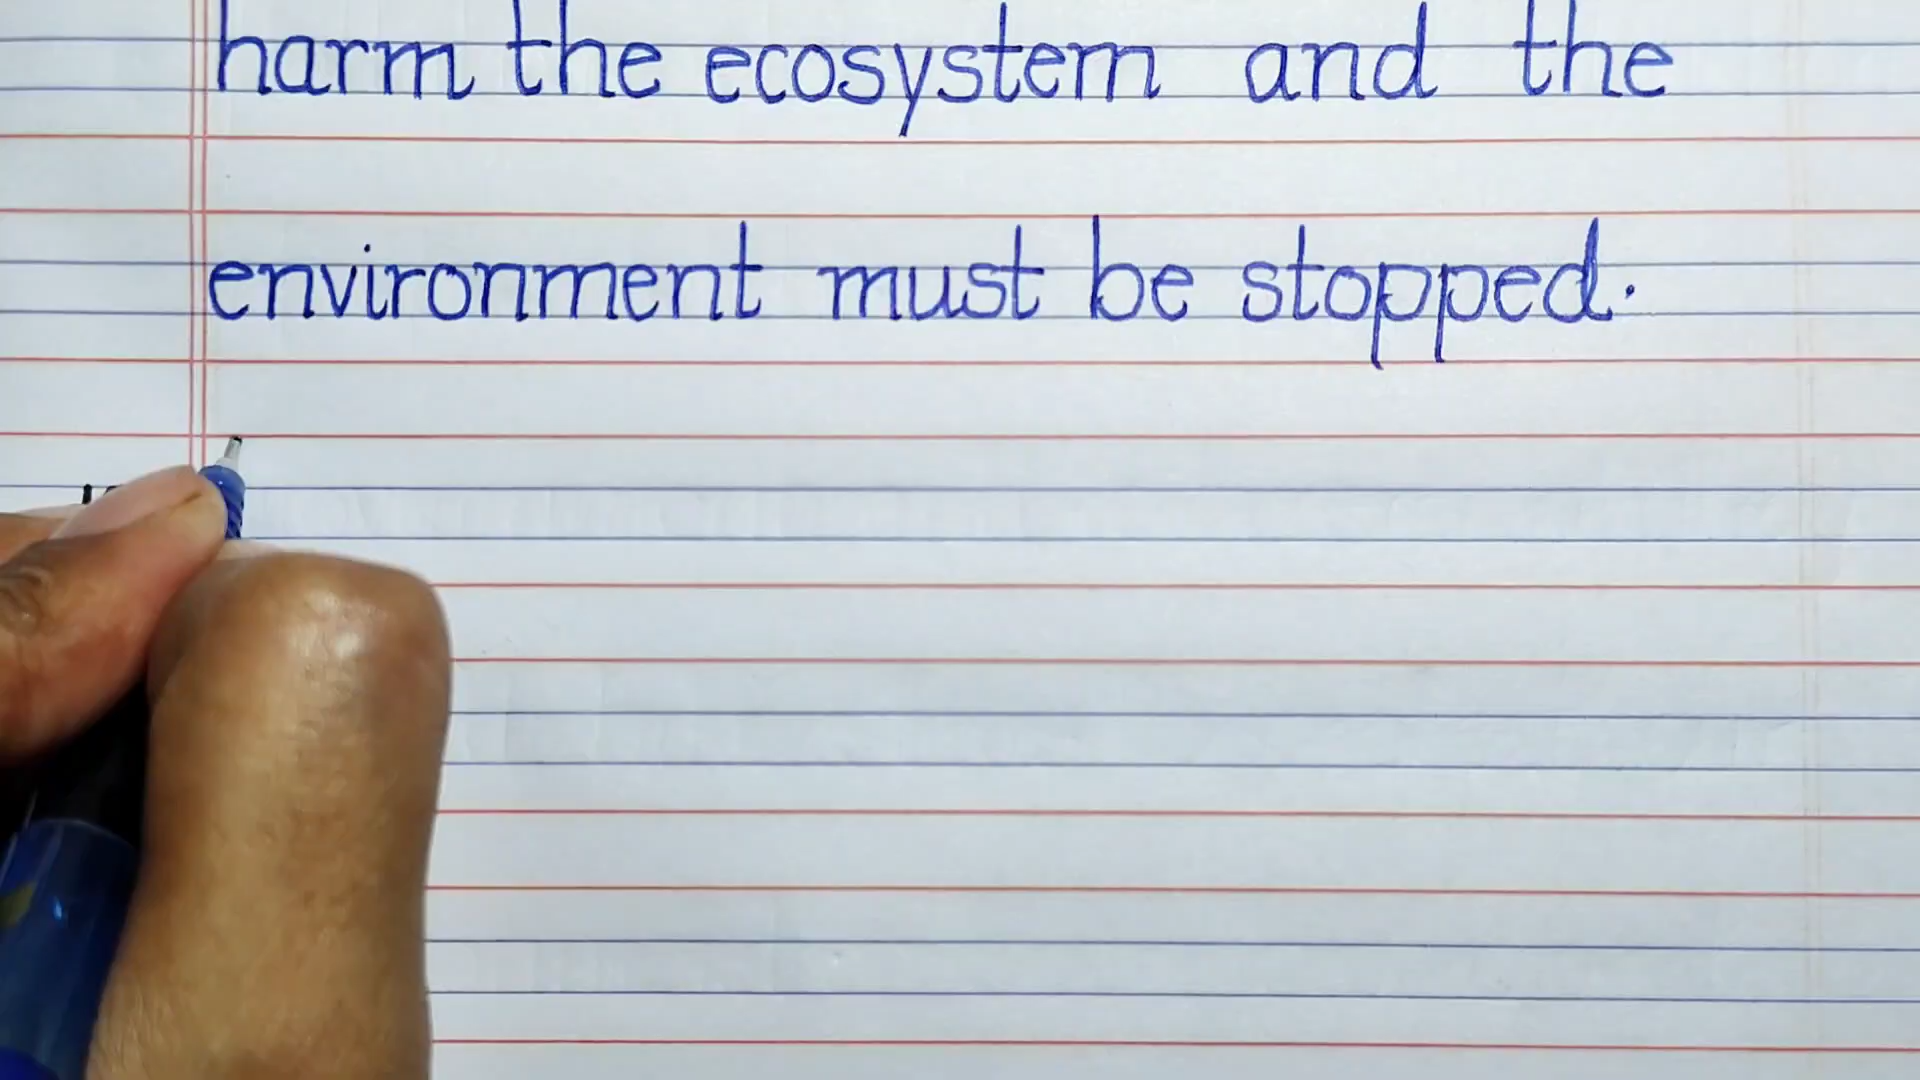 harm the ecosystem and the
environment must be stopped.